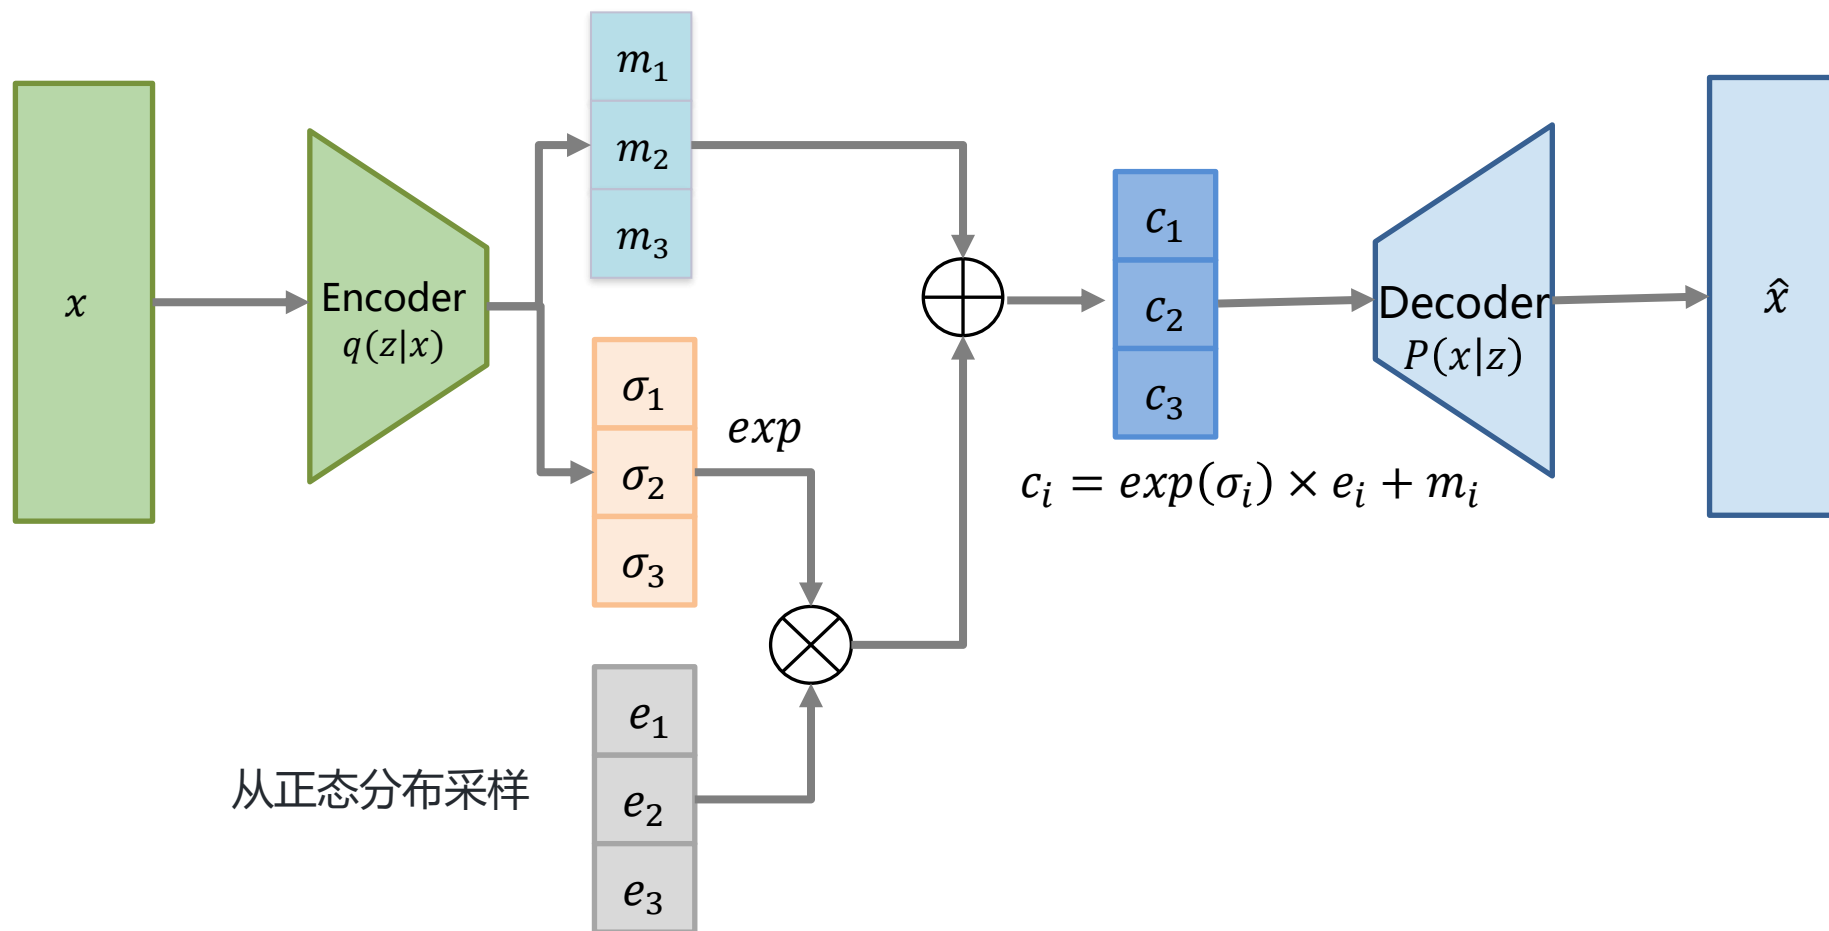 x
Encoder
q(z|x)
m₁
m₂
m₃
σ₁
σ₂
σ₃
exp
从正态分布采样
e₁
e₂
e₃
c₁
c₂
c₃
cᵢ = exp(σᵢ) × eᵢ + mᵢ
Decoder
P(x|z)
x̂